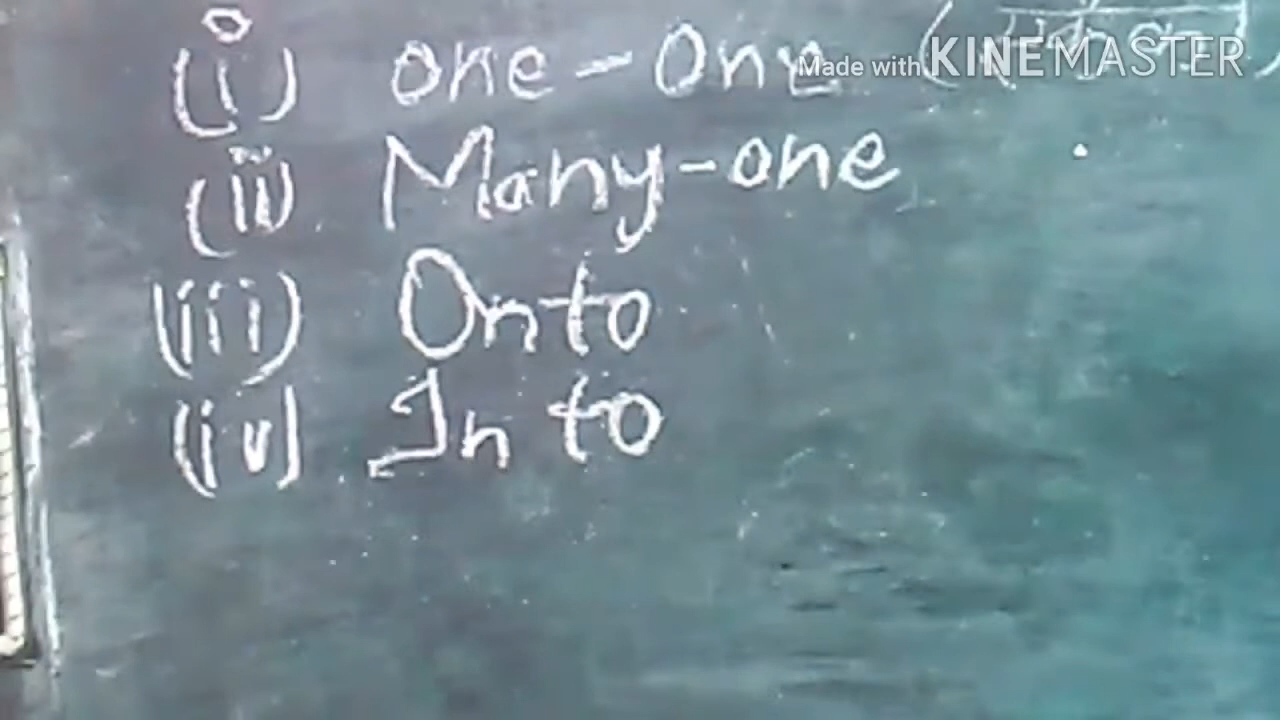 (i) one-One
Made with KINEMASTER
(ii) Many-one
(iii) Onto
(iv) Into